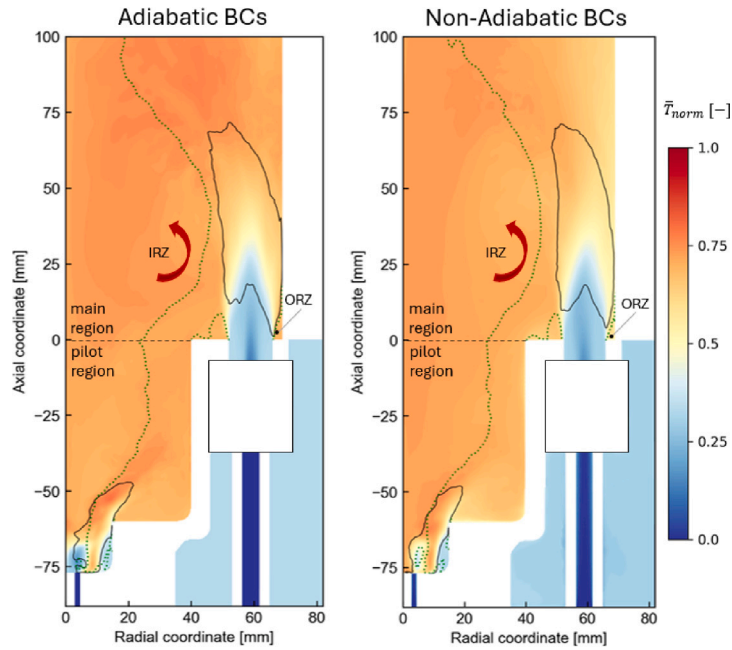 Adiabatic BCs
Non-Adiabatic BCs
T̄norm [−]
100
75
50
25
0
−25
−50
−75
Axial coordinate [mm]
IRZ
ORZ
main
region
pilot
region
0 20 40 60 80
Radial coordinate [mm]
100
75
50
25
0
−25
−50
−75
Axial coordinate [mm]
IRZ
ORZ
main
region
pilot
region
0 20 40 60 80
Radial coordinate [mm]
1.0
0.75
0.50
0.25
0.0